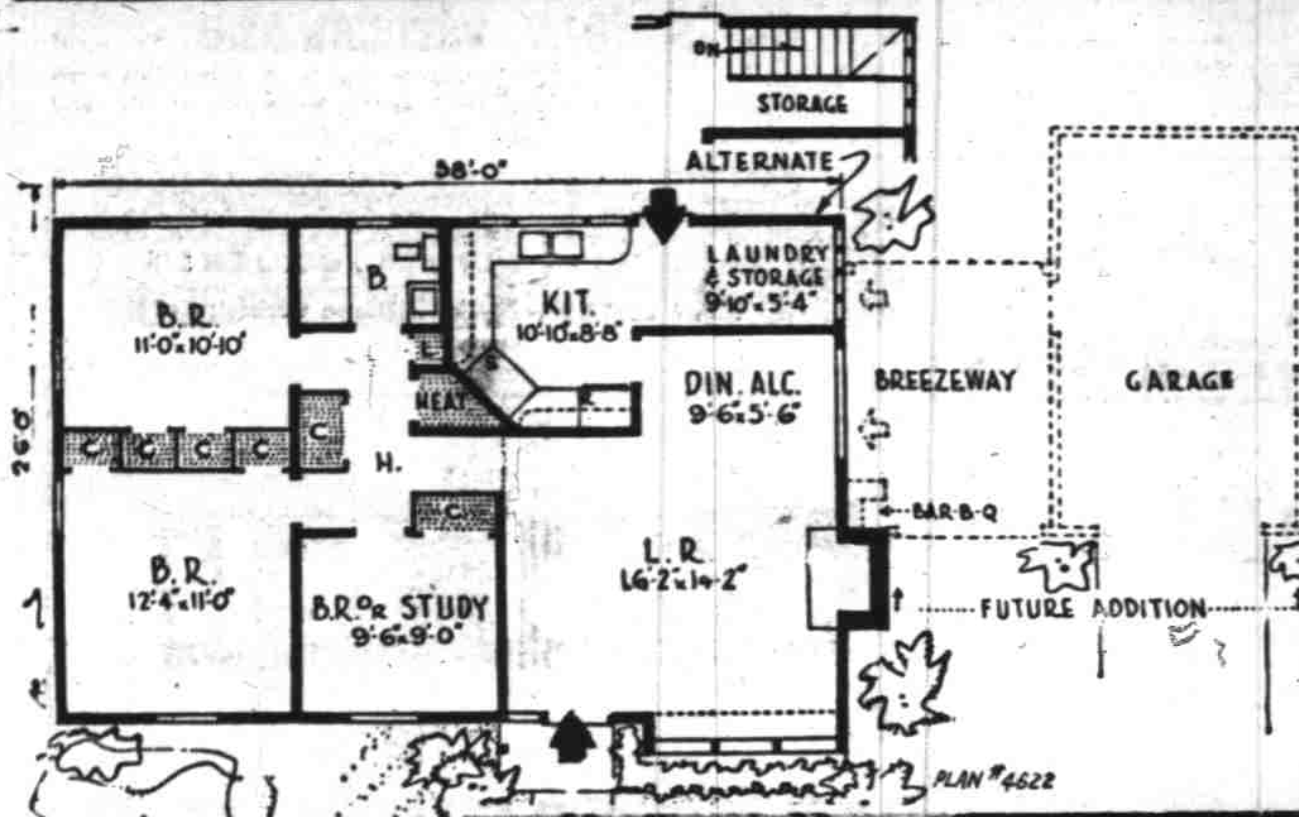 DN
STORAGE
ALTERNATE
38'-0"
26'-0"
B.R.
11'-0" x 10'-10"
B.
L
KIT.
10'-10" x 8'-8"
LAUNDRY
& STORAGE
9'-10" x 5'-4"
HEAT
R
DIN. ALC.
9'-6" x 5'-6"
BREEZEWAY
GARAGE
C
C
C
C
C
H.
C
BAR-B-Q
B.R.
12'-4" x 11'-0"
B.R. OR STUDY
9'-6" x 9'-0"
L.R.
16'-2" x 14'-2"
FUTURE ADDITION
PLAN #4622